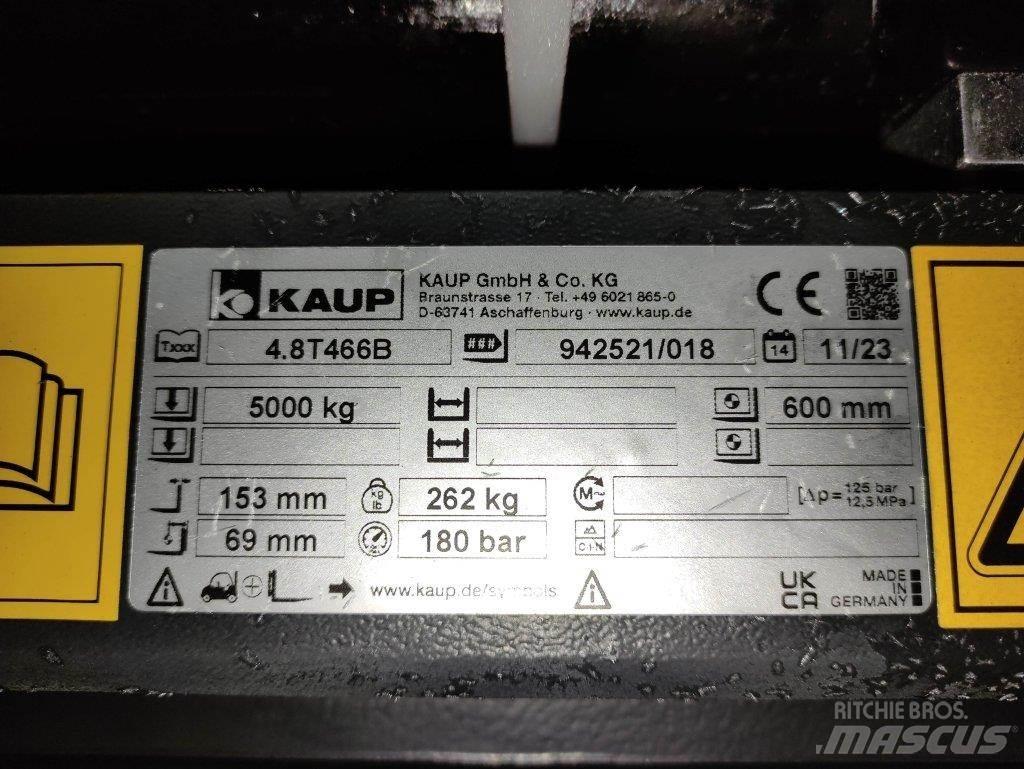 KAUP
KAUP GmbH & Co. KG
Braunstrasse 17 · Tel. +49 6021 865-0
D-63741 Aschaffenburg · www.kaup.de
CE
Txxx 4.8T466B ### 942521/018 14 11/23
5000 kg 600 mm
153 mm kg lb 262 kg M~ [Δp= 125 bar 12,5 MPa]
69 mm 180 bar C+N
www.kaup.de/symbols
UK CA
MADE IN GERMANY
RITCHIE BROS.
MASCUS